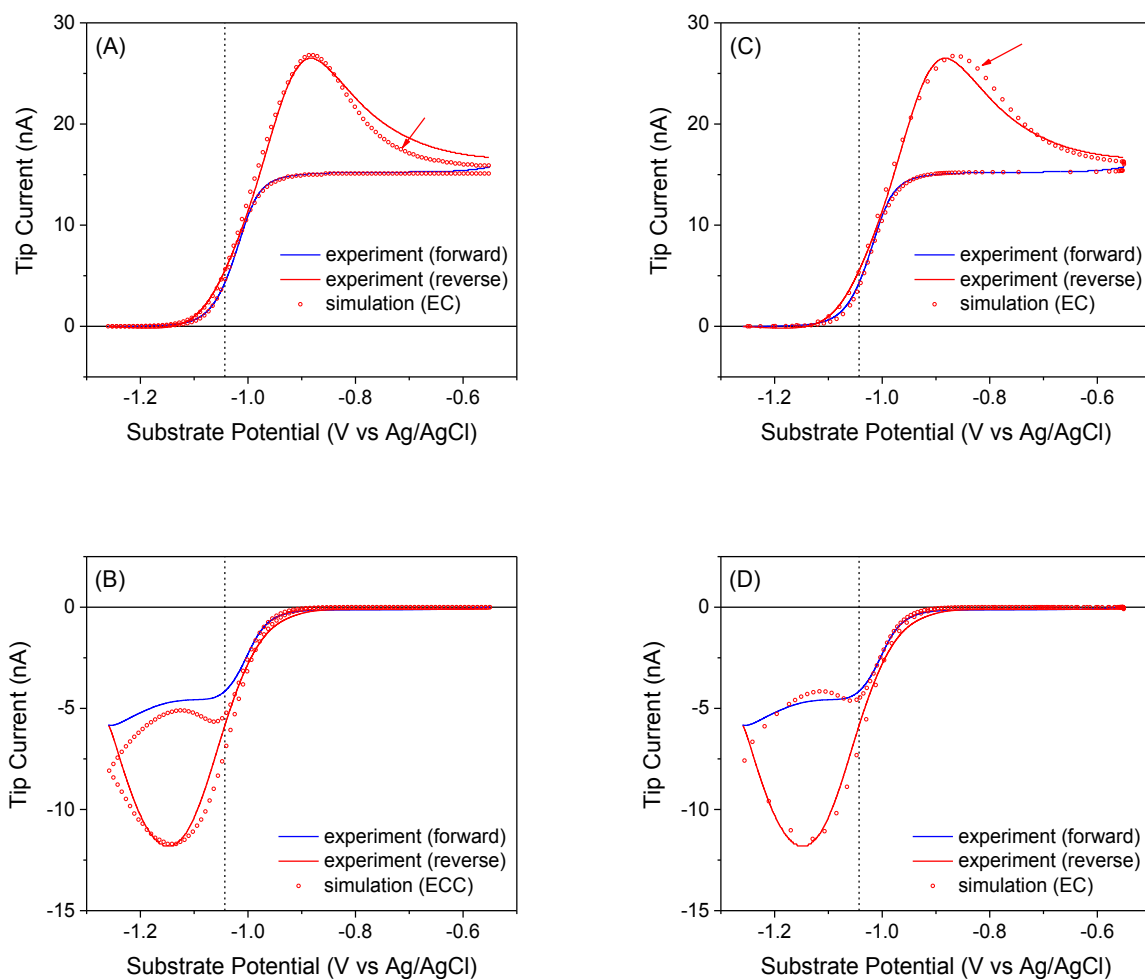 (A)
30
20
10
0
Tip Current (nA)
experiment (forward)
experiment (reverse)
simulation (EC)
-1.2 -1.0 -0.8 -0.6
Substrate Potential (V vs Ag/AgCl)
(C)
30
20
10
0
Tip Current (nA)
experiment (forward)
experiment (reverse)
simulation (EC)
-1.2 -1.0 -0.8 -0.6
Substrate Potential (V vs Ag/AgCl)
(B)
0
-5
-10
-15
Tip Current (nA)
experiment (forward)
experiment (reverse)
simulation (ECC)
-1.2 -1.0 -0.8 -0.6
Substrate Potential (V vs Ag/AgCl)
(D)
0
-5
-10
-15
Tip Current (nA)
experiment (forward)
experiment (reverse)
simulation (EC)
-1.2 -1.0 -0.8 -0.6
Substrate Potential (V vs Ag/AgCl)